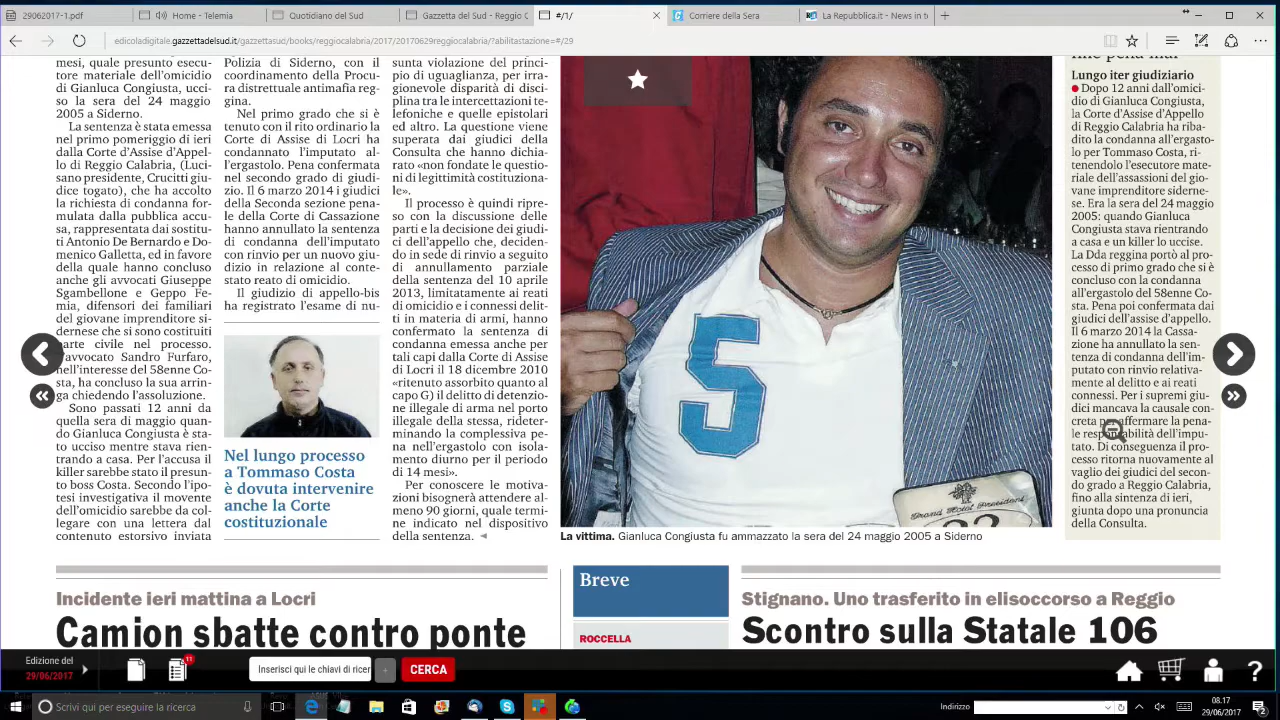 29062017-1.pdf
Home - Telemia
Quotidiano del Sud
Gazzetta del Sud - Reggio C
#/1/
Corriere della Sera
La Repubblica.it - News in t
edicoladigitale.gazzettadelsud.it/gazzettasud/books/reggiocalabria/2017/20170629reggiocalabria/?abilitastazione=#/29
mesi, quale presunto esecu-
tore materiale dell'omicidio
di Gianluca Congiusta, ucci-
so la sera del 24 maggio
2005 a Siderno.
La sentenza è stata emessa
nel primo pomeriggio di ieri
dalla Corte d'Assise d'Appel-
lo di Reggio Calabria, (Luci-
sano presidente, Crucitti giu-
dice togato), che ha accolto
la richiesta di condanna for-
mulata dalla pubblica accu-
sa, rappresentata dai sostitu-
ti Antonio De Bernardo e Do-
menico Galletta, ed in favore
della quale hanno concluso
anche gli avvocati Giuseppe
Sgambellone e Geppo Fe-
mia, difensori dei familiari
del giovane imprenditore si-
dernese che si sono costituiti
parte civile nel processo.
L'avvocato Sandro Furfaro,
nell'interesse del 58enne Co-
sta, ha concluso la sua arrin-
ga chiedendo l'assoluzione.
Sono passati 12 anni da
quella sera di maggio quan-
do Gianluca Congiusta è sta-
to ucciso mentre stava rien-
trando a casa. Per l'accusa il
killer sarebbe stato il presun-
to boss Costa. Secondo l'ipo-
tesi investigativa il movente
dell'omicidio sarebbe da col-
legare con una lettera dal
contenuto estorsivo inviata
Polizia di Siderno, con il
coordinamento della Procu-
ra distrettuale antimafia reg-
gina.
Nel primo grado che si è
tenuto con il rito ordinario la
Corte di Assise di Locri ha
condannato l'imputato al-
l'ergastolo. Pena confermata
nel secondo grado di giudi-
zio. Il 6 marzo 2014 i giudici
della Seconda sezione pena-
le della Corte di Cassazione
hanno annullato la sentenza
di condanna dell'imputato
con rinvio per un nuovo giu-
dizio in relazione al conte-
stato reato di omicidio.
Il giudizio di appello-bis
ha registrato l'esame di nu-
Nel lungo processo
a Tommaso Costa
è dovuta intervenire
anche la Corte
costituzionale
sunta violazione del princi-
pio di uguaglianza, per irra-
gionevole disparità di disci-
plina tra le intercettazioni te-
lefoniche e quelle epistolari
ed altro. La questione viene
superata dai giudici della
Consulta che hanno dichia-
rato «non fondate le questio-
ni di legittimità costituziona-
le».
Il processo è quindi ripre-
so con la discussione delle
parti e la decisione dei giudi-
ci dell'appello che, deciden-
do in sede di rinvio a seguito
di annullamento parziale
della sentenza del 10 aprile
2013, limitatamente ai reati
di omicidio e i connessi delit-
ti in materia di armi, hanno
confermato la sentenza di
condanna emessa anche per
tali capi dalla Corte di Assise
di Locri il 18 dicembre 2010
«ritenuto assorbito quanto al
capo G) il delitto di detenzio-
ne illegale di arma nel porto
illegale della stessa, rideter-
minando la complessiva pe-
na nell'ergastolo con isola-
mento diurno per il periodo
di 14 mesi».
Per conoscere le motiva-
zioni bisognerà attendere al-
meno 90 giorni, quale termi-
ne indicato nel dispositivo
della sentenza.
5
Grand Hotel President
La vittima. Gianluca Congiusta fu ammazzato la sera del 24 maggio 2005 a Siderno
Lungo iter giudiziario
Dopo 12 anni dall'omici-
dio di Gianluca Congiusta,
la Corte d'Assise d'Appello
di Reggio Calabria ha riba-
dito la condanna all'ergasto-
lo per Tommaso Costa, ri-
tenendolo l'esecutore mate-
riale dell'assassioni del gio-
vane imprenditore siderne-
se. Era la sera del 24 maggio
2005: quando Gianluca
Congiusta stava rientrando
a casa e un killer lo uccise.
La Dda reggina portò al pro-
cesso di primo grado che si è
concluso con la condanna
all'ergastolo del 58enne Co-
sta. Pena poi confermata dai
giudici dell'assise d'appello.
Il 6 marzo 2014 la Cassa-
zione ha annullato la sen-
tenza di condanna dell'im-
putato con rinvio relativa-
mente al delitto e ai reati
connessi. Per i supremi giu-
dici mancava la causale con-
creta per affermare la pena-
le responsabilità dell'impu-
tato. Di conseguenza il pro-
cesso ritorna nuovamente al
vaglio dei giudici del secon-
do grado a Reggio Calabria,
fino alla sintenza di ieri,
giunta dopo una pronuncia
della Consulta.
Incidente ieri mattina a Locri
Camion sbatte contro ponte
Breve
ROCCELLA
Stignano. Uno trasferito in elisoccorso a Reggio
Scontro sulla Statale 106
Edizione del
29/06/2017
11
Inserisci qui le chiavi di ricer
+
CERCA
?
Scrivi qui per eseguire la ricerca
Indirizzo
08.17
29/06/2017
2